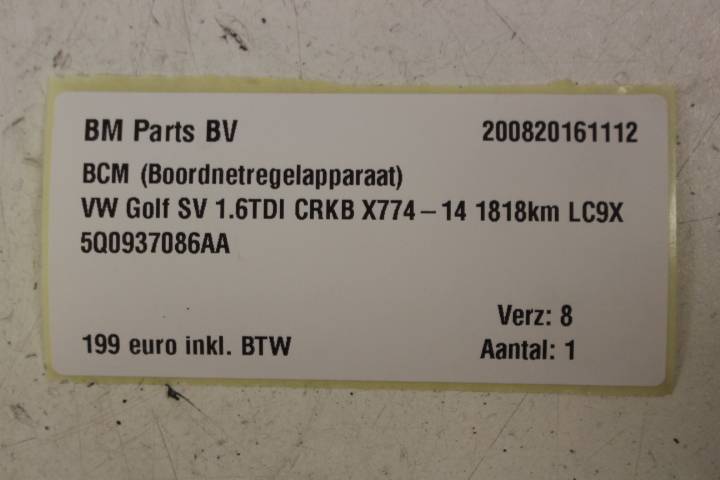 BM Parts BV 200820161112
BCM (Boordnetregelapparaat)
VW Golf SV 1.6TDI CRKB X774-14 1818km LC9X
5Q0937086AA
Verz: 8
199 euro inkl. BTW Aantal: 1